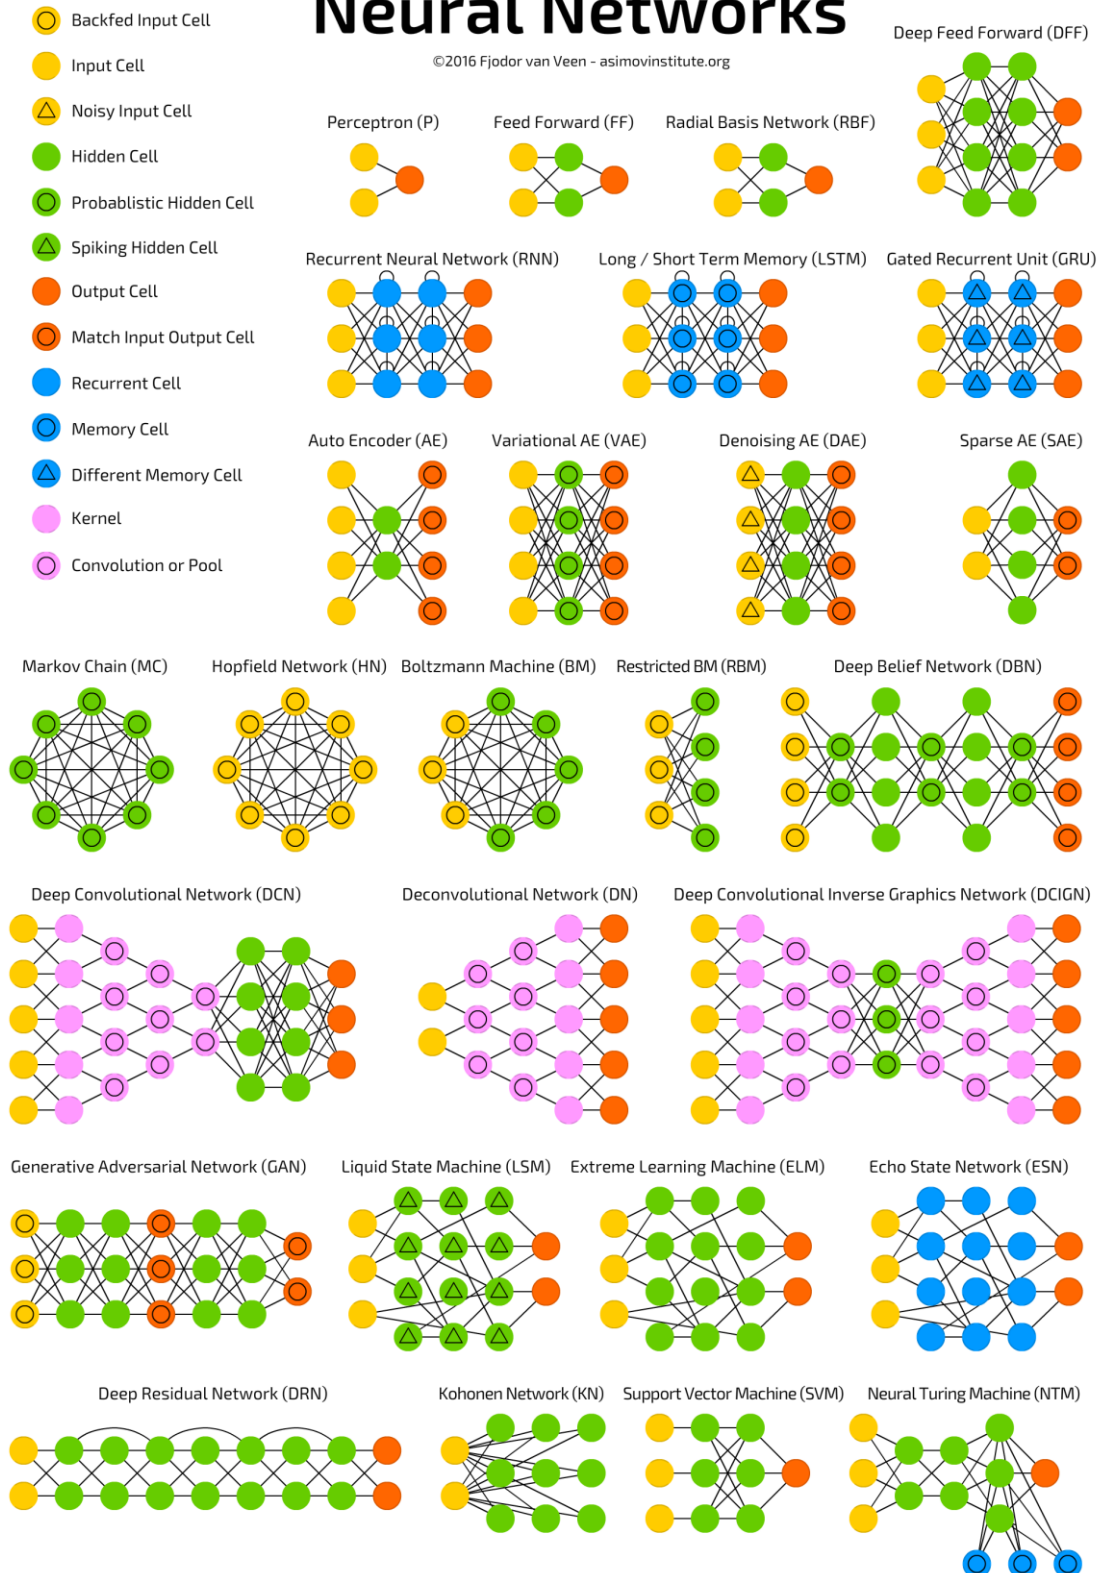 Neural Networks
©2016 Fjodor van Veen - asimovinstitute.org
Backfed Input Cell
Input Cell
Noisy Input Cell
Hidden Cell
Probablistic Hidden Cell
Spiking Hidden Cell
Output Cell
Match Input Output Cell
Recurrent Cell
Memory Cell
Different Memory Cell
Kernel
Convolution or Pool
Deep Feed Forward (DFF)
Perceptron (P)
Feed Forward (FF)
Radial Basis Network (RBF)
Recurrent Neural Network (RNN)
Long / Short Term Memory (LSTM)
Gated Recurrent Unit (GRU)
Auto Encoder (AE)
Variational AE (VAE)
Denoising AE (DAE)
Sparse AE (SAE)
Markov Chain (MC)
Hopfield Network (HN)
Boltzmann Machine (BM)
Restricted BM (RBM)
Deep Belief Network (DBN)
Deep Convolutional Network (DCN)
Deconvolutional Network (DN)
Deep Convolutional Inverse Graphics Network (DCIGN)
Generative Adversarial Network (GAN)
Liquid State Machine (LSM)
Extreme Learning Machine (ELM)
Echo State Network (ESN)
Deep Residual Network (DRN)
Kohonen Network (KN)
Support Vector Machine (SVM)
Neural Turing Machine (NTM)